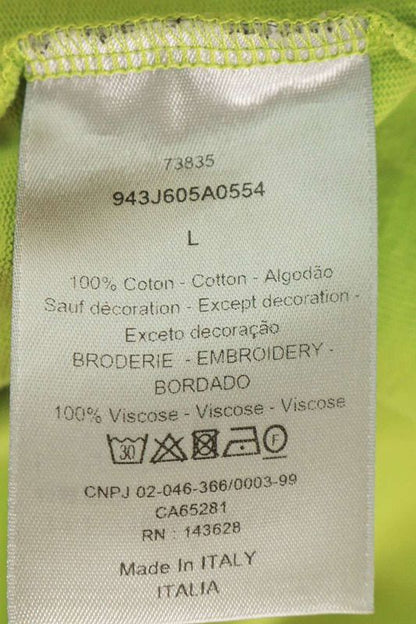 73835
943J605A0554
L
100% Coton - Cotton - Algodão
Sauf décoration - Except decoration -
Exceto decoração
BRODERIE - EMBROIDERY -
BORDADO
100% Viscose - Viscose - Viscose
30 F
CNPJ 02-046-366/0003-99
CA65281
RN : 143628
Made In ITALY
ITALIA